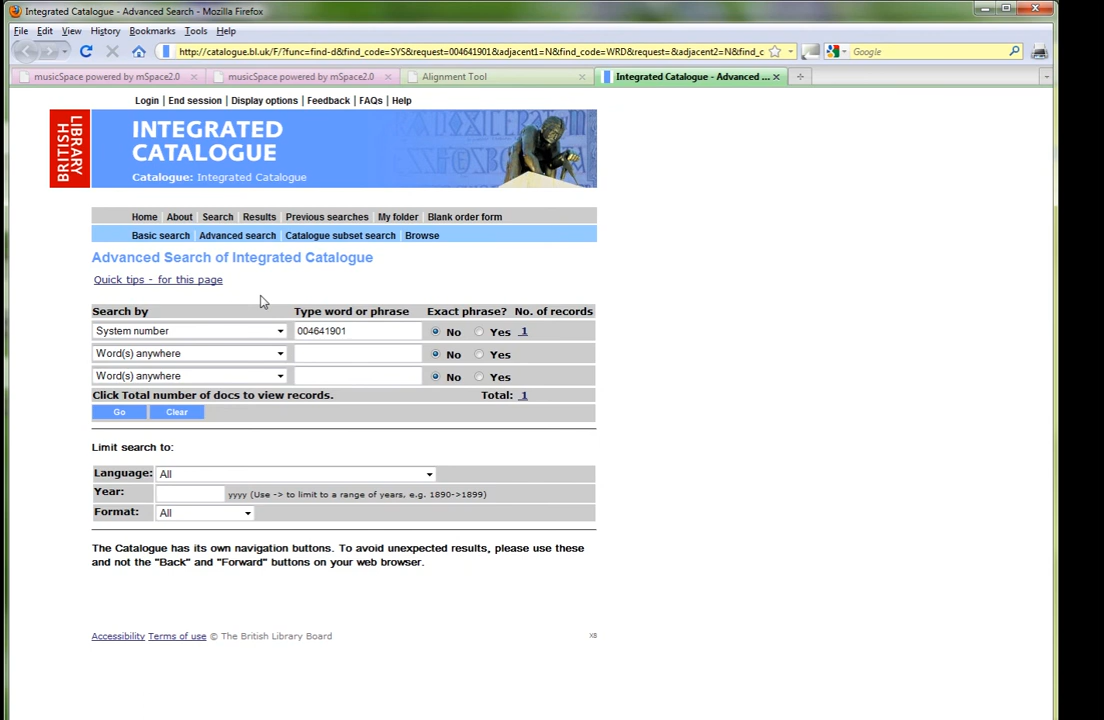 Integrated Catalogue - Advanced Search - Mozilla Firefox
File Edit View History Bookmarks Tools Help
http://catalogue.bl.uk/F/?func=find-d&find_code=SYS&request=004641901&adjacent1=N&find_code=WRD&request=&adjacent2=N&find_c
Google
musicSpace powered by mSpace2.0
musicSpace powered by mSpace2.0
Alignment Tool
Integrated Catalogue - Advanced ...
Login | End session | Display options | Feedback | FAQs | Help
BRITISH
LIBRARY
INTEGRATED
CATALOGUE
Catalogue: Integrated Catalogue
Home About Search Results Previous searches My folder Blank order form
Basic search Advanced search Catalogue subset search Browse
Advanced Search of Integrated Catalogue
Quick tips - for this page
Search by Type word or phrase Exact phrase? No. of records
System number 004641901 No Yes 1
Word(s) anywhere No Yes
Word(s) anywhere No Yes
Click Total number of docs to view records. Total: 1
Go Clear
Limit search to:
Language: All
Year: yyyy (Use -> to limit to a range of years, e.g. 1890->1899)
Format: All
The Catalogue has its own navigation buttons. To avoid unexpected results, please use these
and not the "Back" and "Forward" buttons on your web browser.
Accessibility Terms of use © The British Library Board